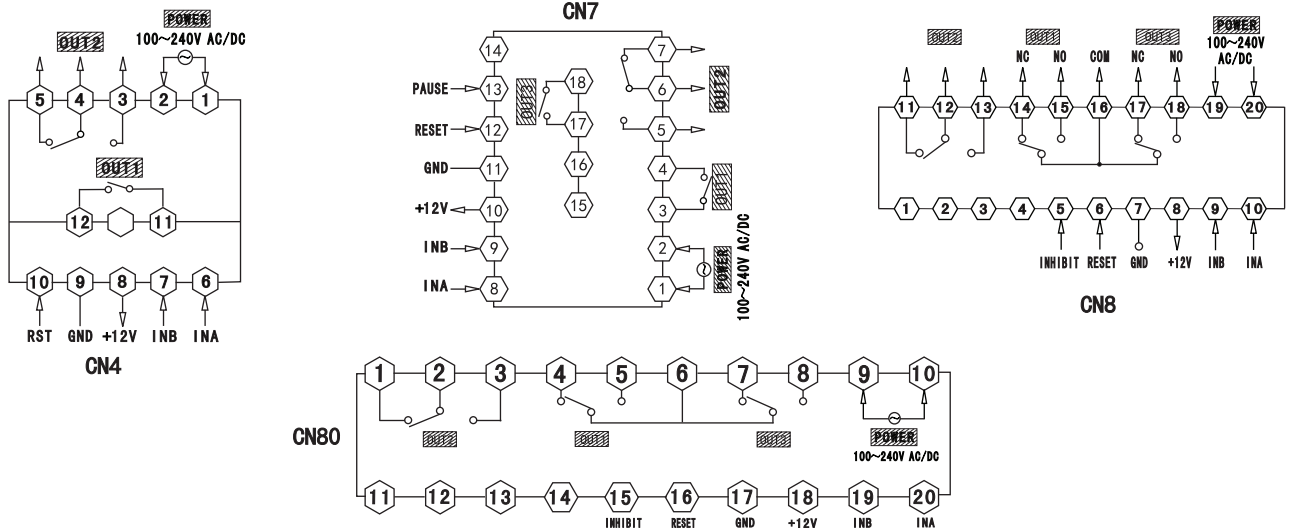 CN4
OUT2
POWER
100～240V AC/DC
5 4 3 2 1
OUT1
12 11
10 9 8 7 6
RST GND +12V INB INA
CN7
14
PAUSE 13
RESET 12
GND 11
+12V 10
INB 9
INA 8
OUT3
18
17
16
15
7
6
5
4
3
2
1
OUT2
OUT1
POWER
100～240V AC/DC
OUT2 OUT1 OUT3 POWER
100～240V
AC/DC
NC NO COM NC NO
11 12 13 14 15 16 17 18 19 20
1 2 3 4 5 6 7 8 9 10
INHIBIT RESET GND +12V INB INA
CN8
CN80
1 2 3 4 5 6 7 8 9 10
OUT2 OUT1 OUT3 POWER
100～240V AC/DC
11 12 13 14 15 16 17 18 19 20
INHIBIT RESET GND +12V INB INA